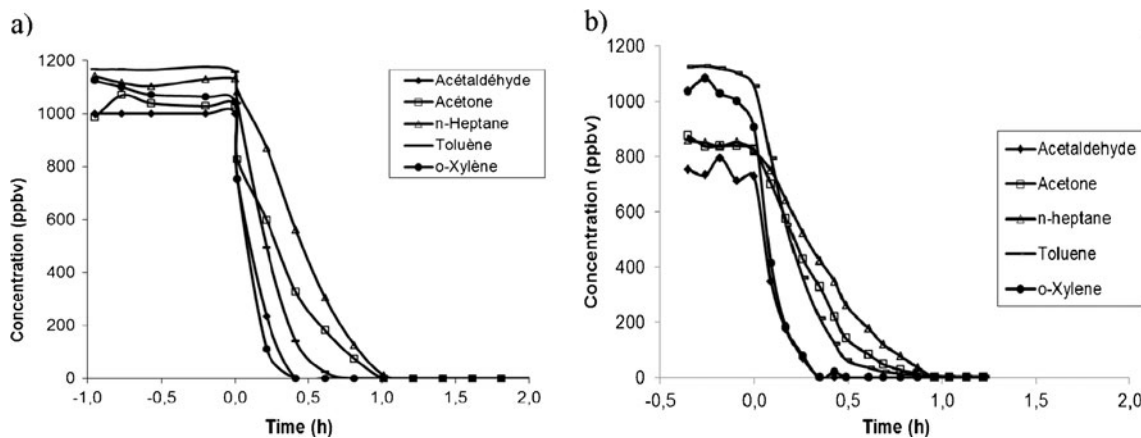 a)
1200
1000
800
600
400
200
0
Concentration (ppbv)
-1,0
-0,5
0,0
0,5
1,0
1,5
2,0
Time (h)
Acétaldéhyde
Acétone
n-Heptane
Toluène
o-Xylène
b)
1200
1000
800
600
400
200
0
Concentration (ppbv)
-0,5
0,0
0,5
1,0
1,5
2,0
Time (h)
Acetaldehyde
Acetone
n-heptane
Toluene
o-Xylene